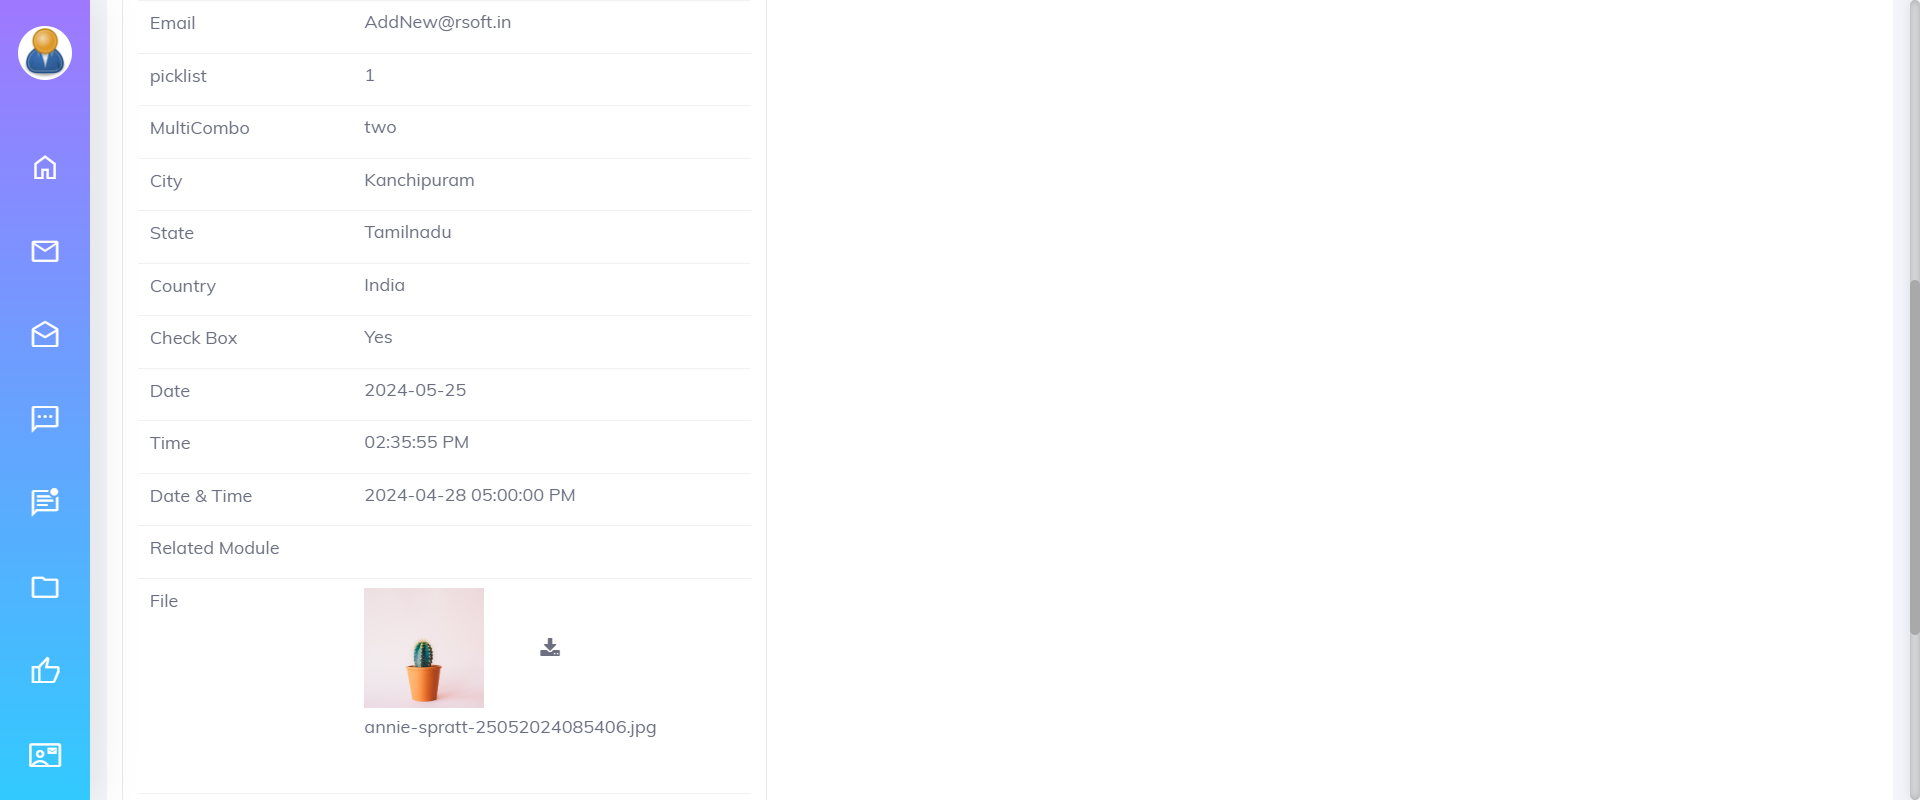 Email AddNew@rsoft.in
picklist 1
MultiCombo two
City Kanchipuram
State Tamilnadu
Country India
Check Box Yes
Date 2024-05-25
Time 02:35:55 PM
Date & Time 2024-04-28 05:00:00 PM
Related Module
File
annie-spratt-25052024085406.jpg